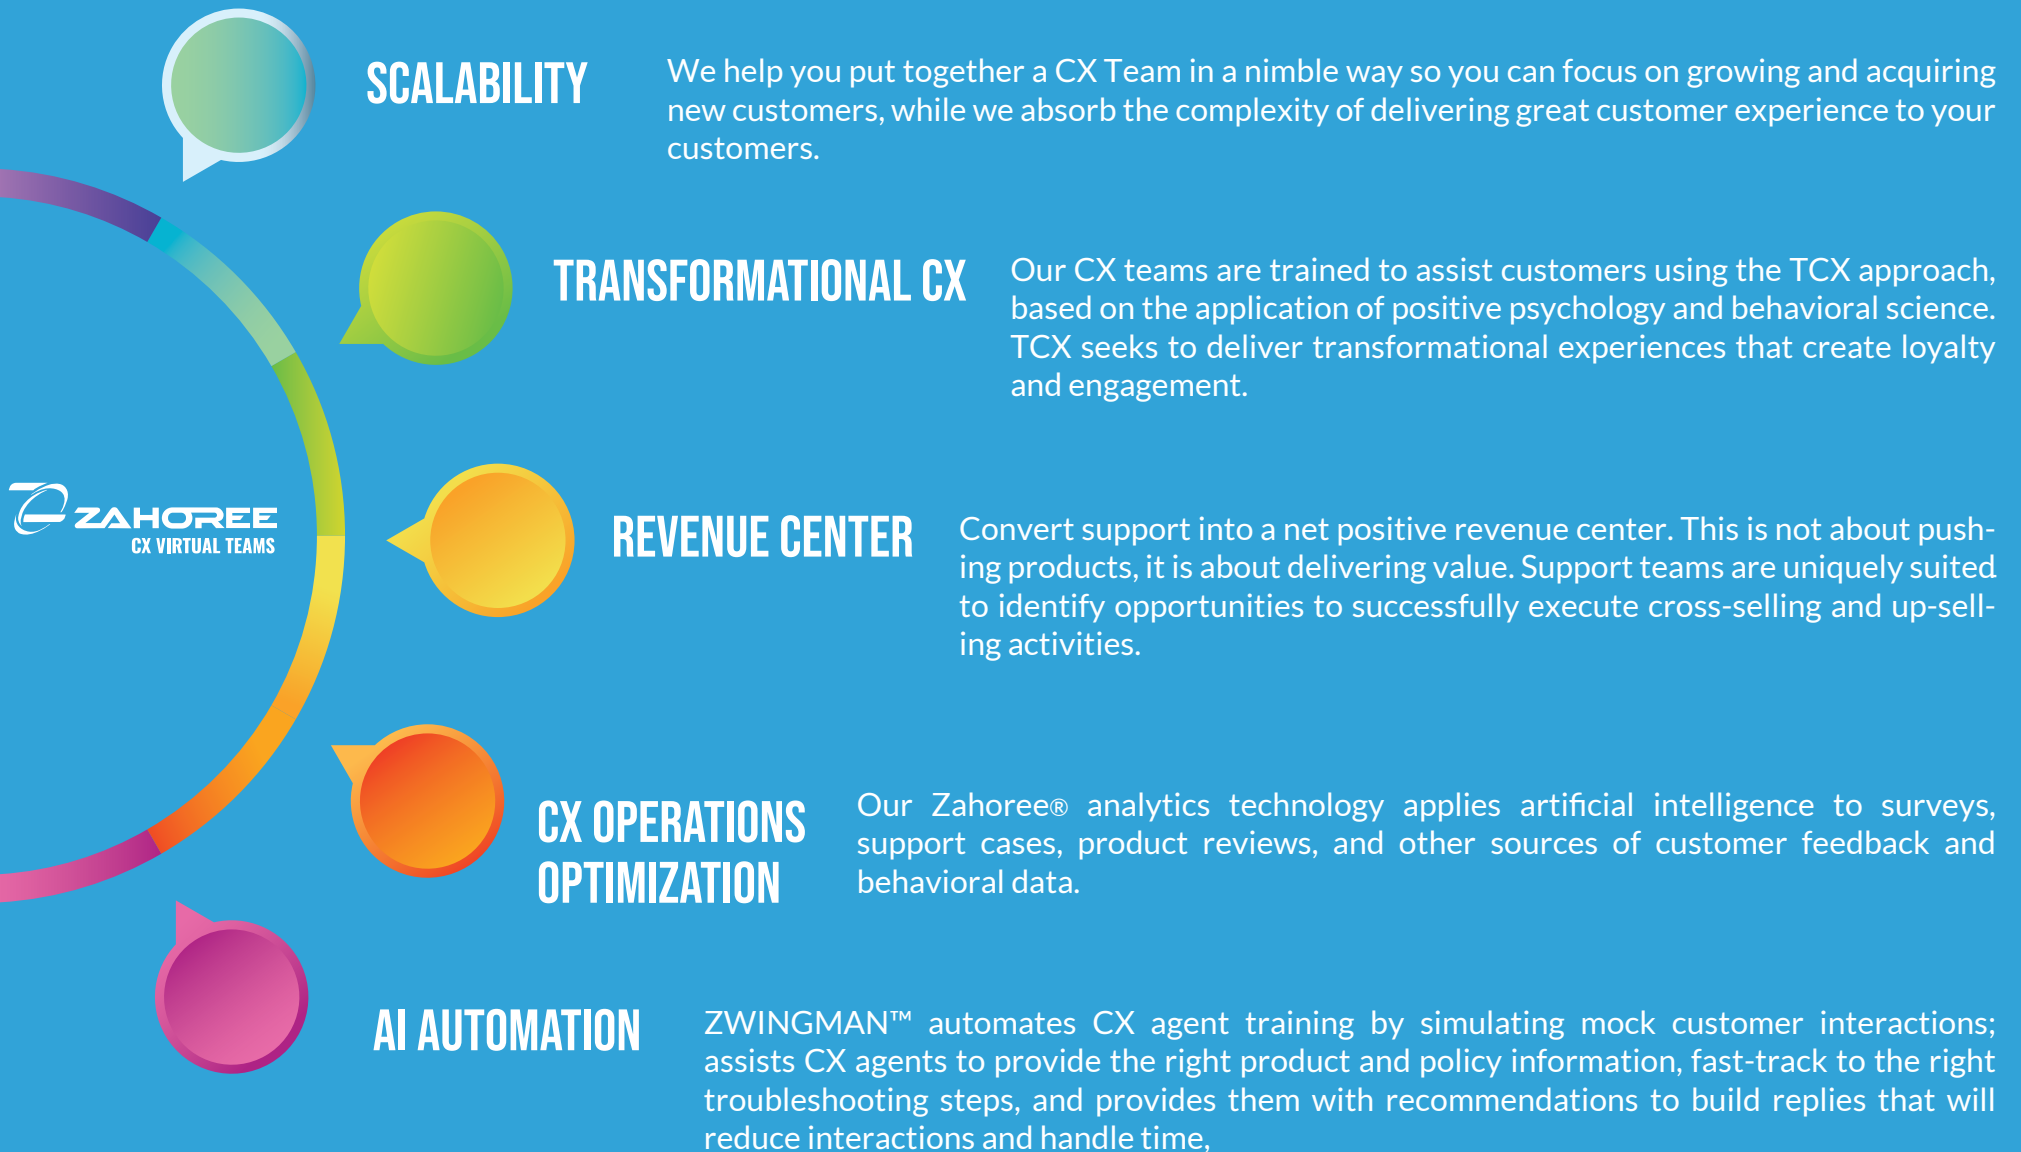 SCALABILITY
We help you put together a CX Team in a nimble way so you can focus on growing and acquiring
new customers, while we absorb the complexity of delivering great customer experience to your
customers.
TRANSFORMATIONAL CX
Our CX teams are trained to assist customers using the TCX approach,
based on the application of positive psychology and behavioral science.
TCX seeks to deliver transformational experiences that create loyalty
and engagement.
ZAHOREE
CX VIRTUAL TEAMS
REVENUE CENTER
Convert support into a net positive revenue center. This is not about push-
ing products, it is about delivering value. Support teams are uniquely suited
to identify opportunities to successfully execute cross-selling and up-sell-
ing activities.
CX OPERATIONS
OPTIMIZATION
Our Zahoree® analytics technology applies artificial intelligence to surveys,
support cases, product reviews, and other sources of customer feedback and
behavioral data.
AI AUTOMATION
ZWINGMAN™ automates CX agent training by simulating mock customer interactions;
assists CX agents to provide the right product and policy information, fast-track to the right
troubleshooting steps, and provides them with recommendations to build replies that will
reduce interactions and handle time,